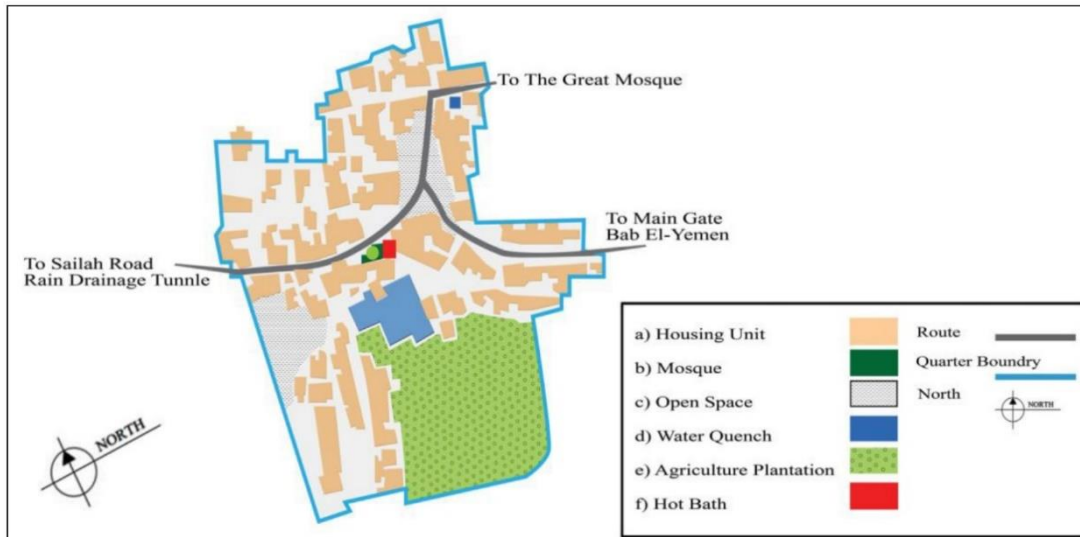 To The Great Mosque
To Main Gate
Bab El-Yemen
To Sailah Road
Rain Drainage Tunnle
NORTH
a) Housing Unit
b) Mosque
c) Open Space
d) Water Quench
e) Agriculture Plantation
f) Hot Bath
Route
Quarter Boundry
North
NORTH